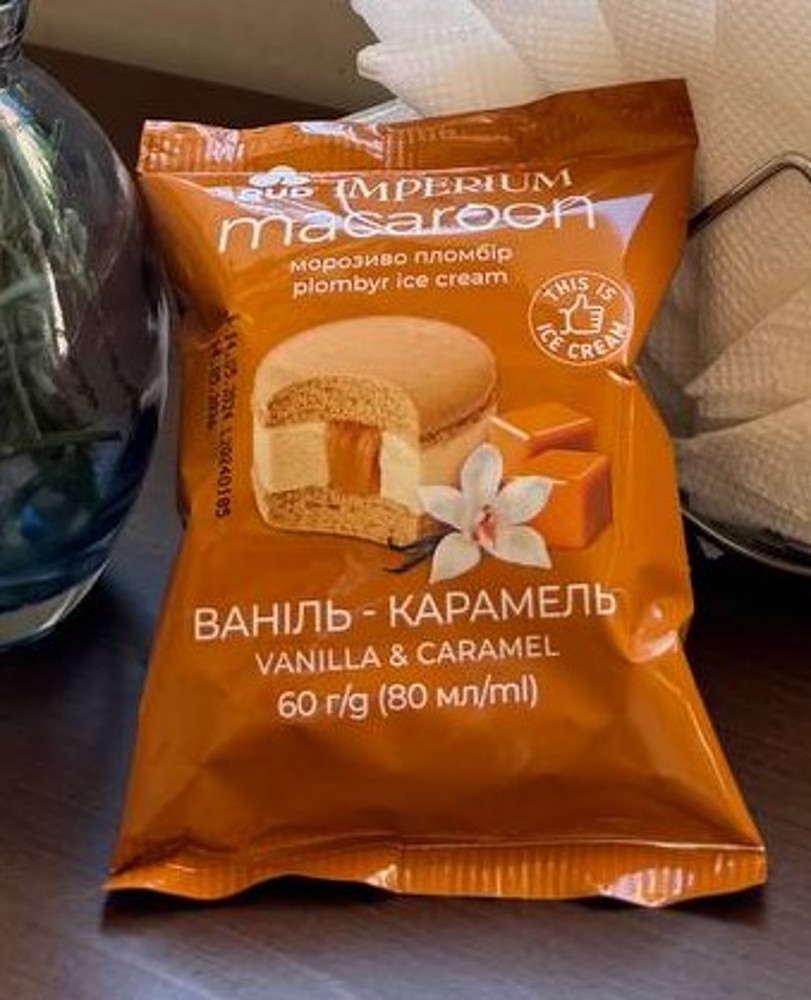 RUD IMPERIUM
macaroon
морозиво пломбір
plombyr ice cream
THIS IS
ICE CREAM
ВАНІЛЬ - КАРАМЕЛЬ
VANILLA & CARAMEL
60 г/g (80 мл/ml)